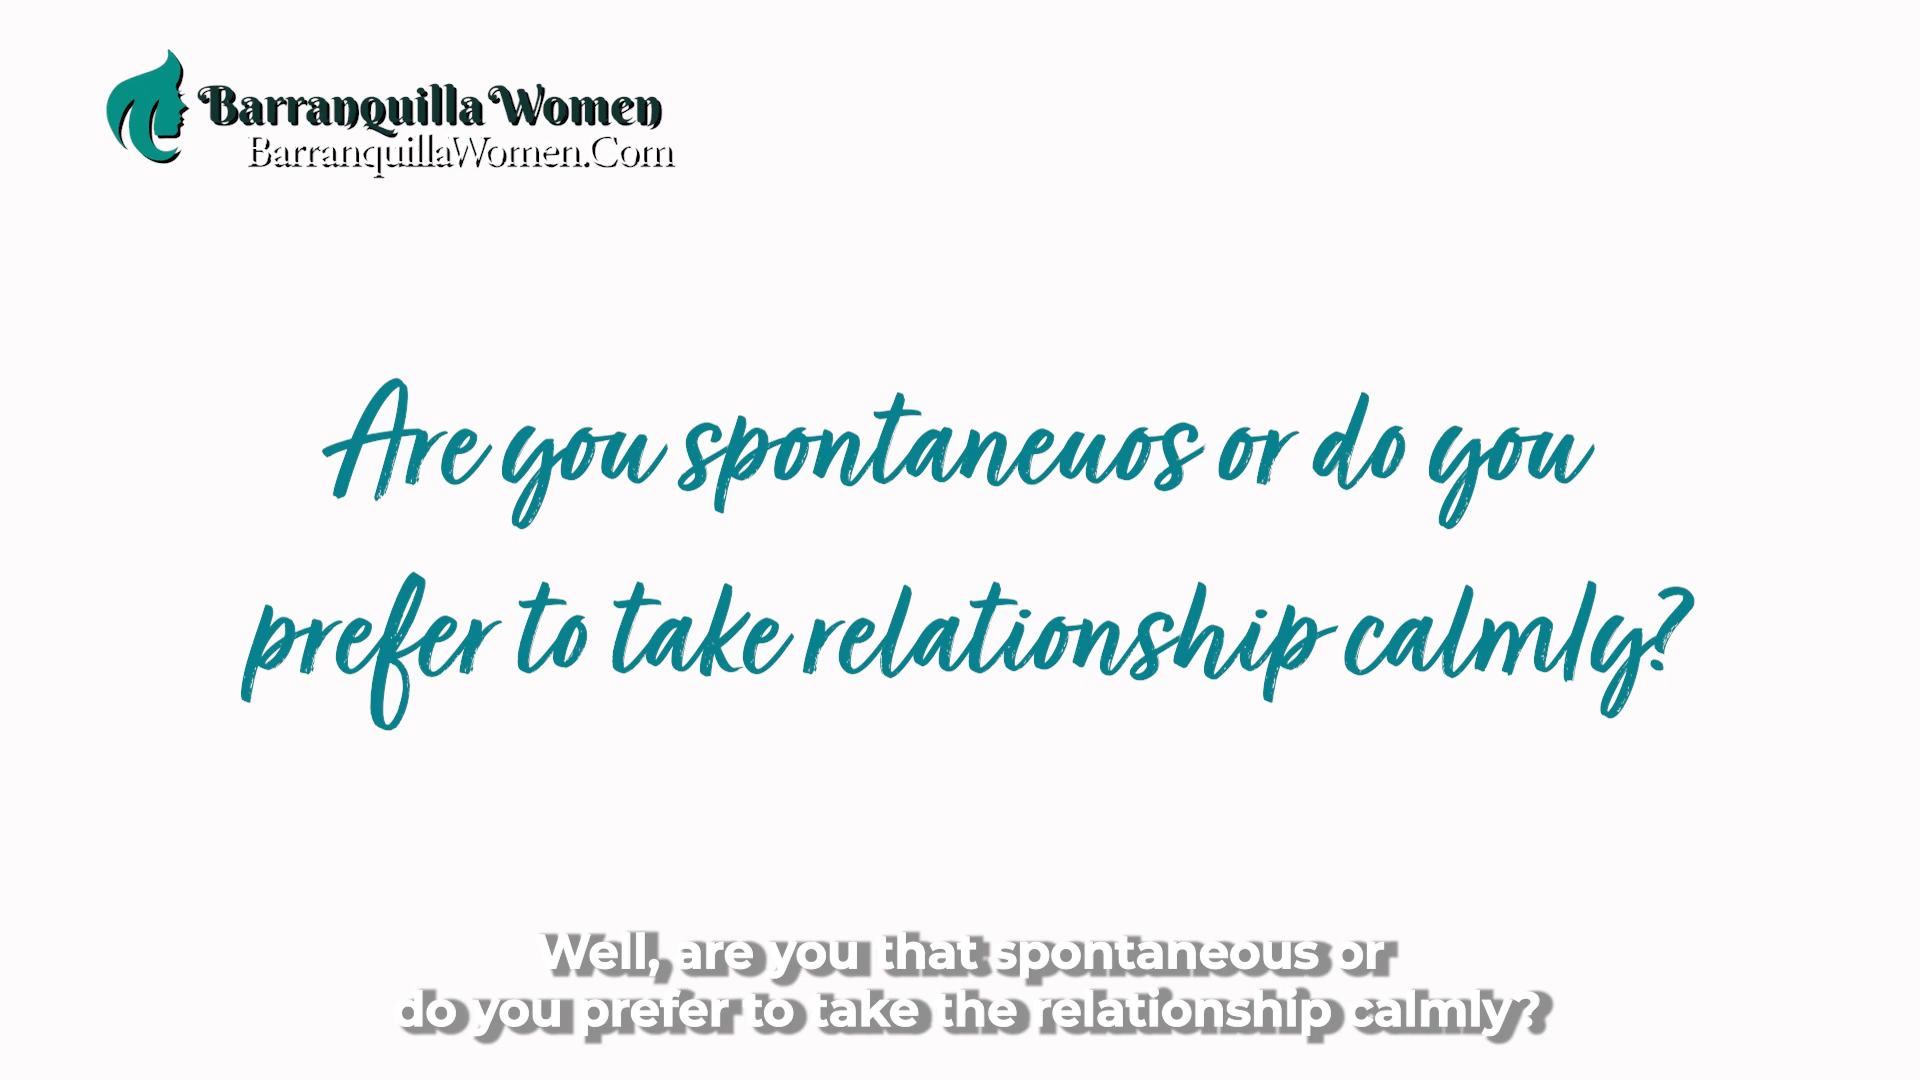 Barranquilla Women
BarranquillaWomen.Com
Are you spontaneuos or do you
prefer to take relationship calmly?
Well, are you that spontaneous or
do you prefer to take the relationship calmly?